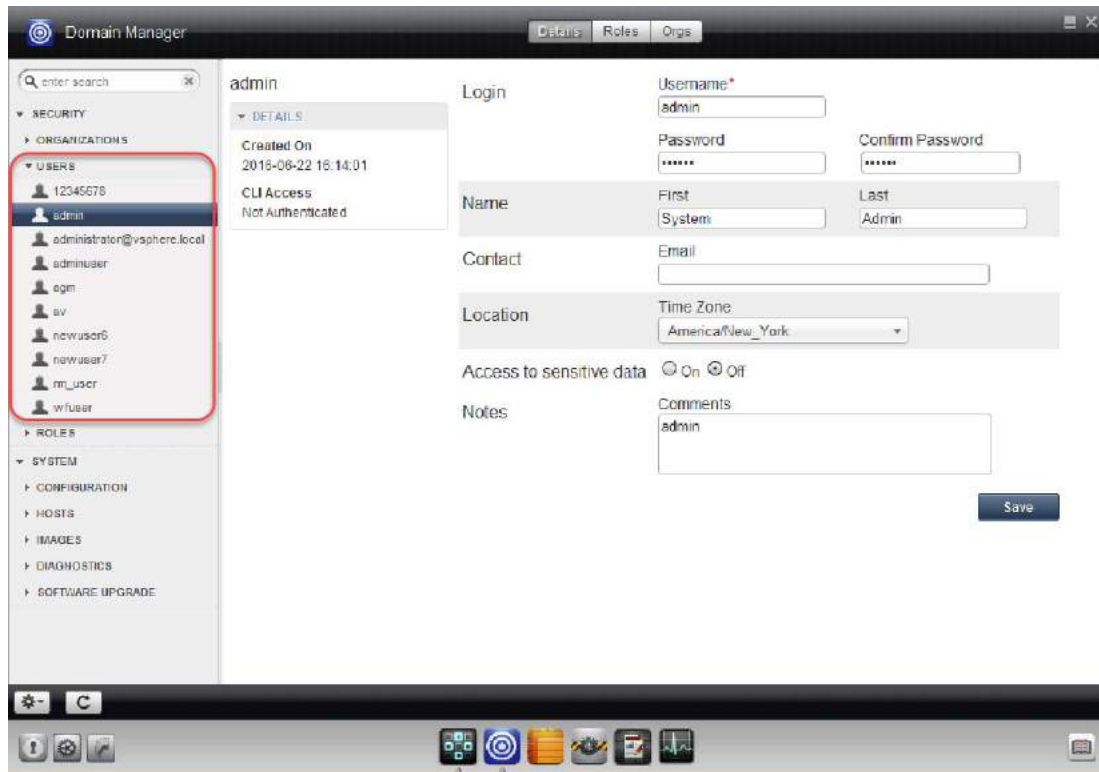 Domain Manager
Details Roles Orgs
enter search
SECURITY
ORGANIZATIONS
USERS
12345678
admin
administrator@vsphere.local
adminuser
agm
av
newuser6
newuser7
rm_user
wfuser
ROLES
SYSTEM
CONFIGURATION
HOSTS
IMAGES
DIAGNOSTICS
SOFTWARE UPGRADE
admin
DETAILS
Created On
2016-06-22 16:14:01
CLI Access
Not Authenticated
Login
Username*
admin
Password Confirm Password
•••••• ••••••
Name
First Last
System Admin
Contact
Email
Location
Time Zone
America/New_York
Access to sensitive data On Off
Notes
Comments
admin
Save